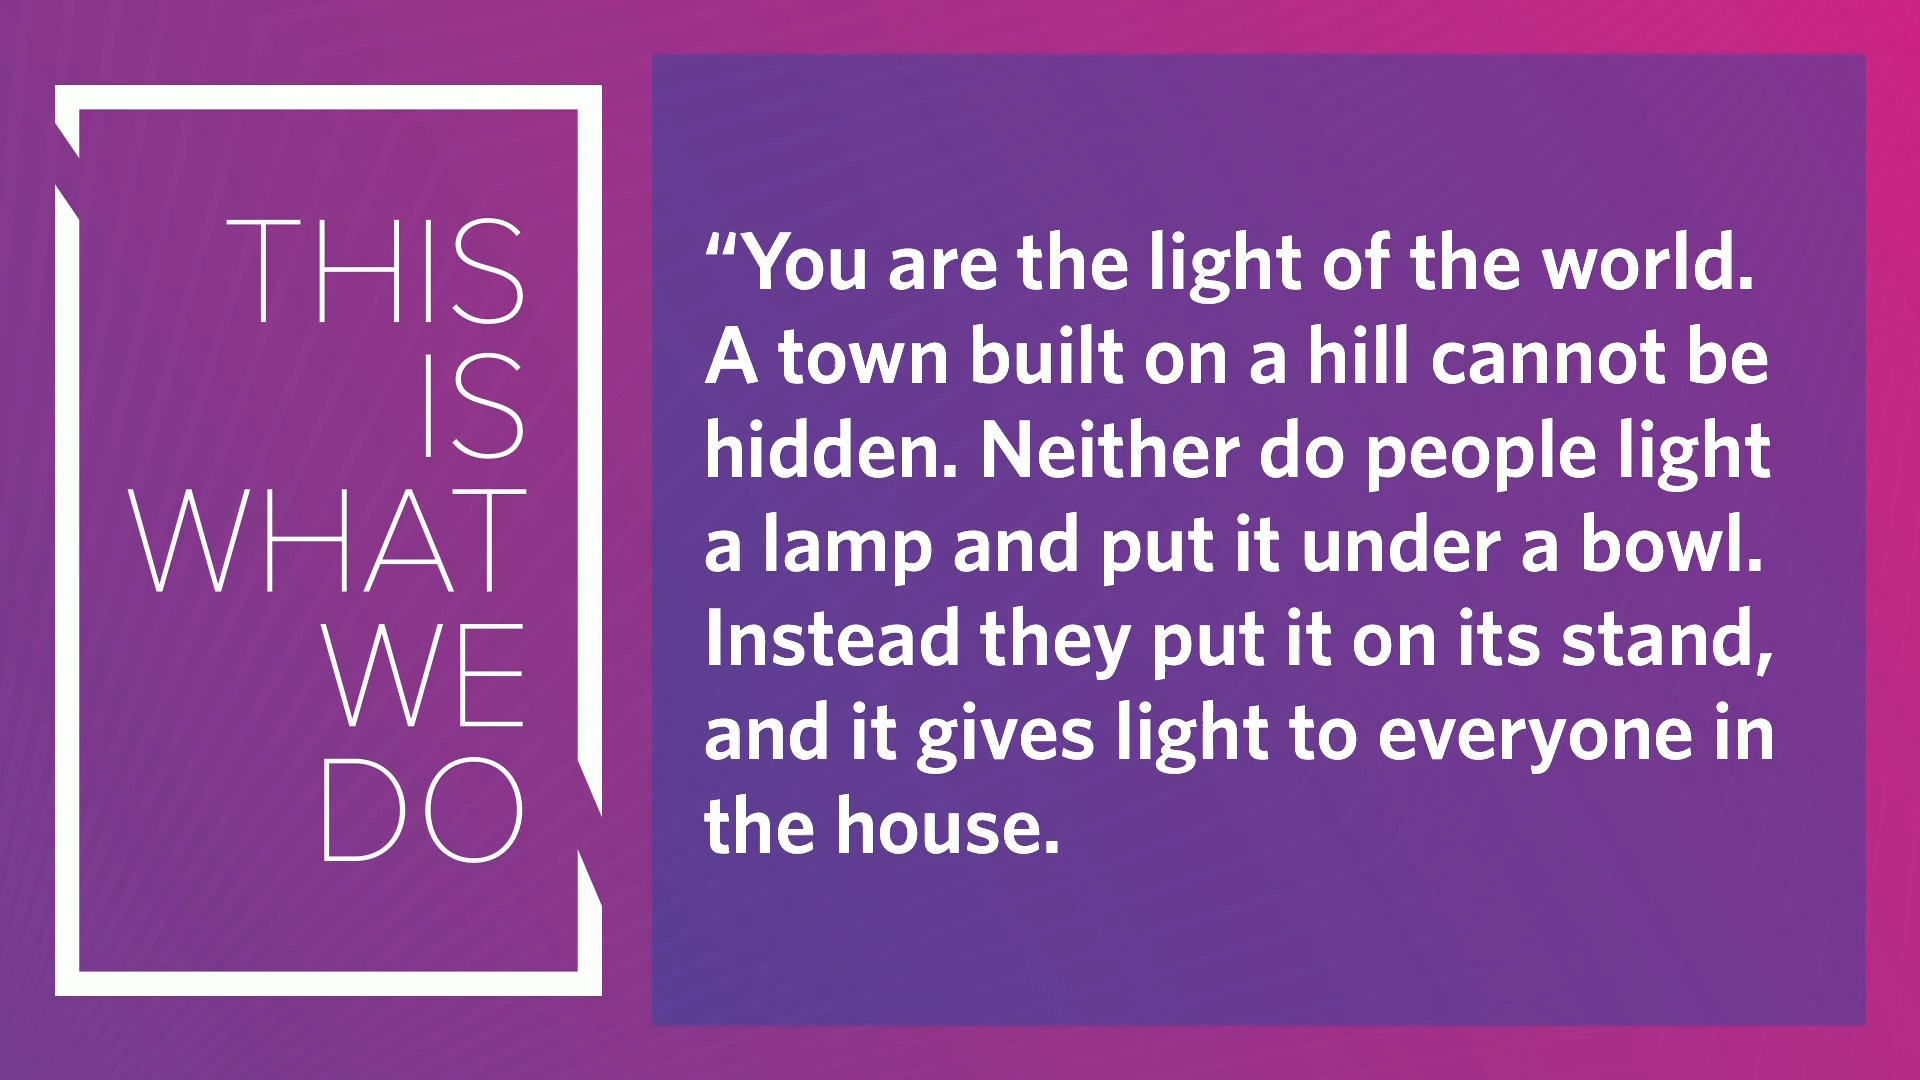 THIS
IS
WHAT
WE
DO
“You are the light of the world.
A town built on a hill cannot be
hidden. Neither do people light
a lamp and put it under a bowl.
Instead they put it on its stand,
and it gives light to everyone in
the house.